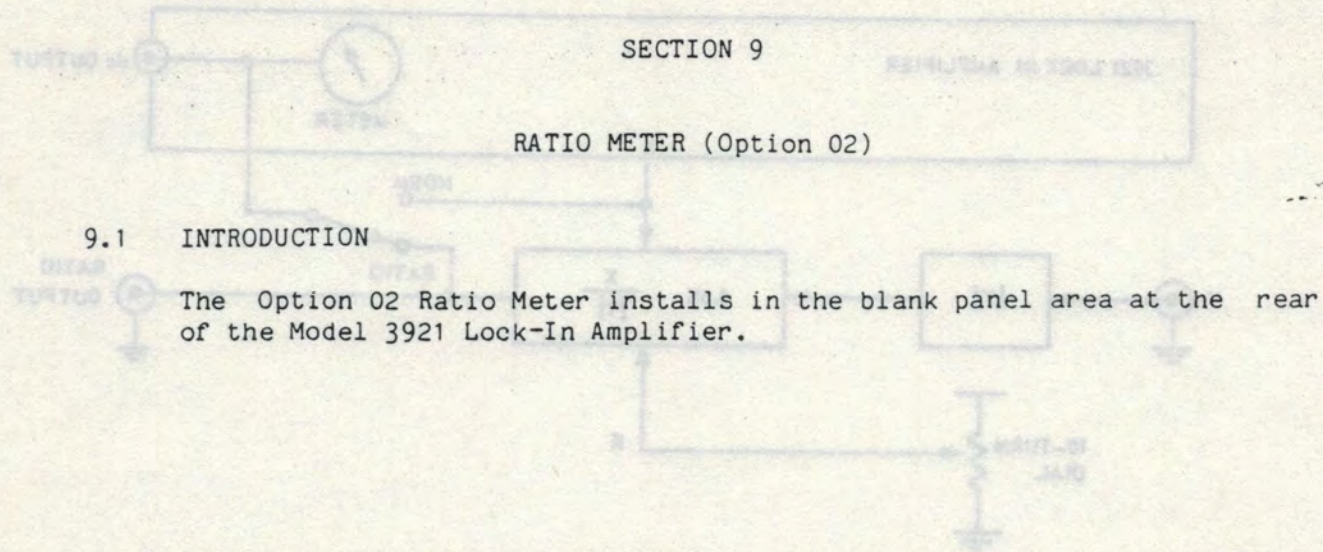 SECTION 9
RATIO METER (Option 02)
9.1 INTRODUCTION
The Option 02 Ratio Meter installs in the blank panel area at the rear
of the Model 3921 Lock-In Amplifier.